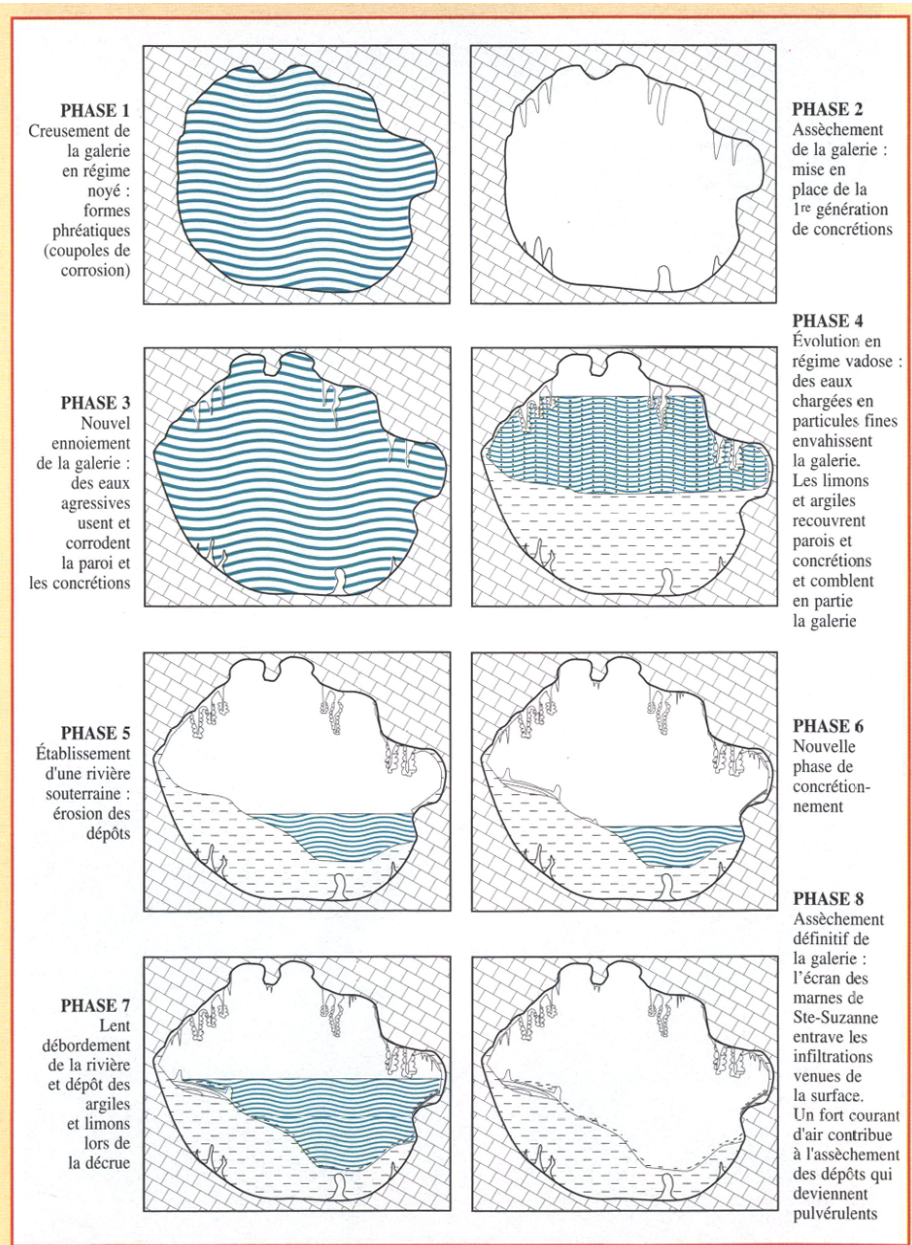 PHASE 1
Creusement de
la galerie
en régime
noyé :
formes
phréatiques
(coupoles de
corrosion)
PHASE 2
Assèchement
de la galerie :
mise en
place de la
1re génération
de concrétions
PHASE 3
Nouvel
ennoiement
de la galerie :
des eaux
agressives
usent et
corrodent
la paroi et
les concrétions
PHASE 4
Évolution en
régime vadose :
des eaux
chargées en
particules fines
envahissent
la galerie.
Les limons
et argiles
recouvrent
parois et
concrétions
et comblent
en partie
la galerie
PHASE 5
Établissement
d'une rivière
souterraine :
érosion des
dépôts
PHASE 6
Nouvelle
phase de
concrétion-
nement
PHASE 7
Lent
débordement
de la rivière
et dépôt des
argiles
et limons
lors de
la décrue
PHASE 8
Assèchement
définitif de
la galerie :
l'écran des
marnes de
Ste-Suzanne
entrave les
infiltrations
venues de
la surface.
Un fort courant
d'air contribue
à l'assèchement
des dépôts qui
deviennent
pulvérulents